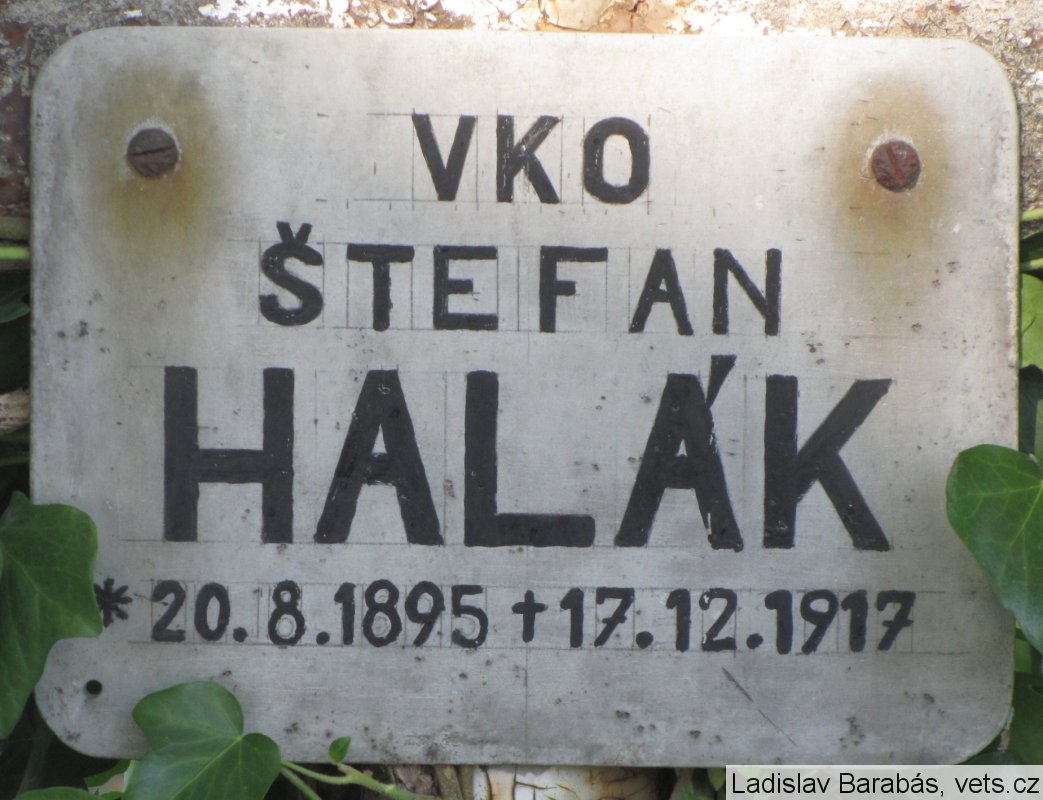 VKO
ŠTEFAN
HALÁK
* 20.8.1895 † 17.12.1917
Ladislav Barabás, vets.cz